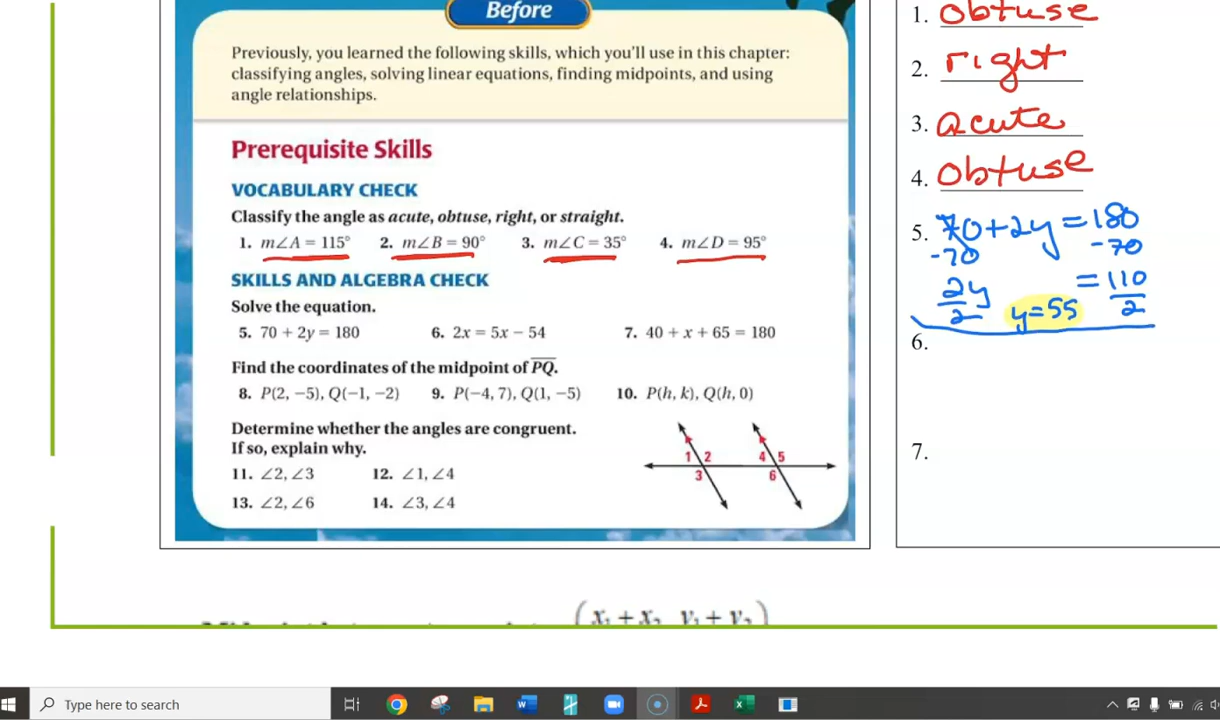 Before
Previously, you learned the following skills, which you'll use in this chapter:
classifying angles, solving linear equations, finding midpoints, and using
angle relationships.
Prerequisite Skills
VOCABULARY CHECK
Classify the angle as acute, obtuse, right, or straight.
1. m∠A = 115° 2. m∠B = 90° 3. m∠C = 35° 4. m∠D = 95°
SKILLS AND ALGEBRA CHECK
Solve the equation.
5. 70 + 2y = 180 6. 2x = 5x − 54 7. 40 + x + 65 = 180
Find the coordinates of the midpoint of P̅Q̅.
8. P(2, −5), Q(−1, −2) 9. P(−4, 7), Q(1, −5) 10. P(h, k), Q(h, 0)
Determine whether the angles are congruent.
If so, explain why.
11. ∠2, ∠3 12. ∠1, ∠4
13. ∠2, ∠6 14. ∠3, ∠4
1 2 4 5
3 6
1. obtuse
2. right
3. acute
4. obtuse
5. 70+2y=180
-70 -70
2y =110
2 y=55 2
6.
7.
(x₁ + x₂ y₁ + y₂)
Type here to search